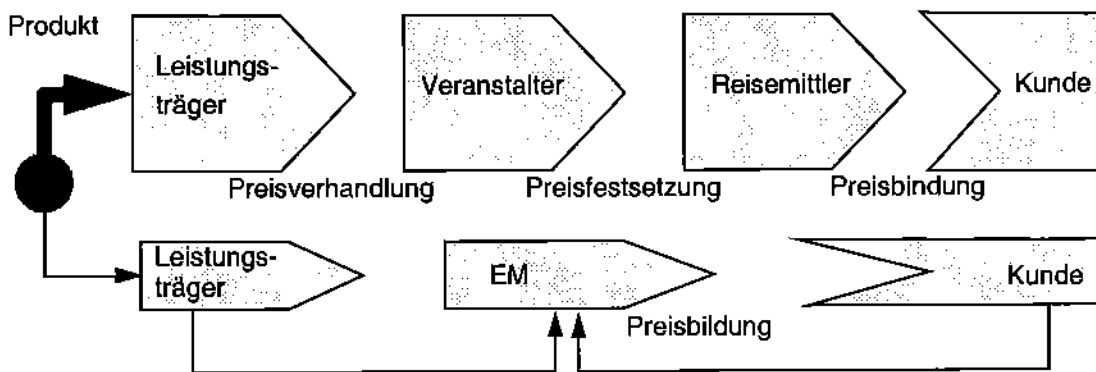 Produkt
Leistungs-
träger
Veranstalter
Reisemittler
Kunde
Preisverhandlung
Preisfestsetzung
Preisbindung
Leistungs-
träger
EM
Kunde
Preisbildung